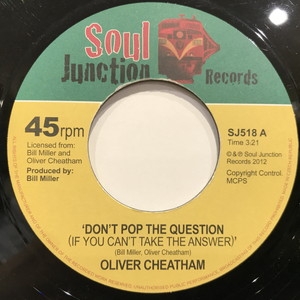 Soul
Junction
Records
45rpm
Licensed from:
Bill Miller and
Oliver Cheatham
Produced by:
Bill Miller
SJ518 A
Time 3.21
© & ℗ Soul Junction
Records 2012
Copyright Control.
MCPS
‘DON'T POP THE QUESTION
(IF YOU CAN'T TAKE THE ANSWER)’
(Bill Miller, Oliver Cheatham)
OLIVER CHEATHAM